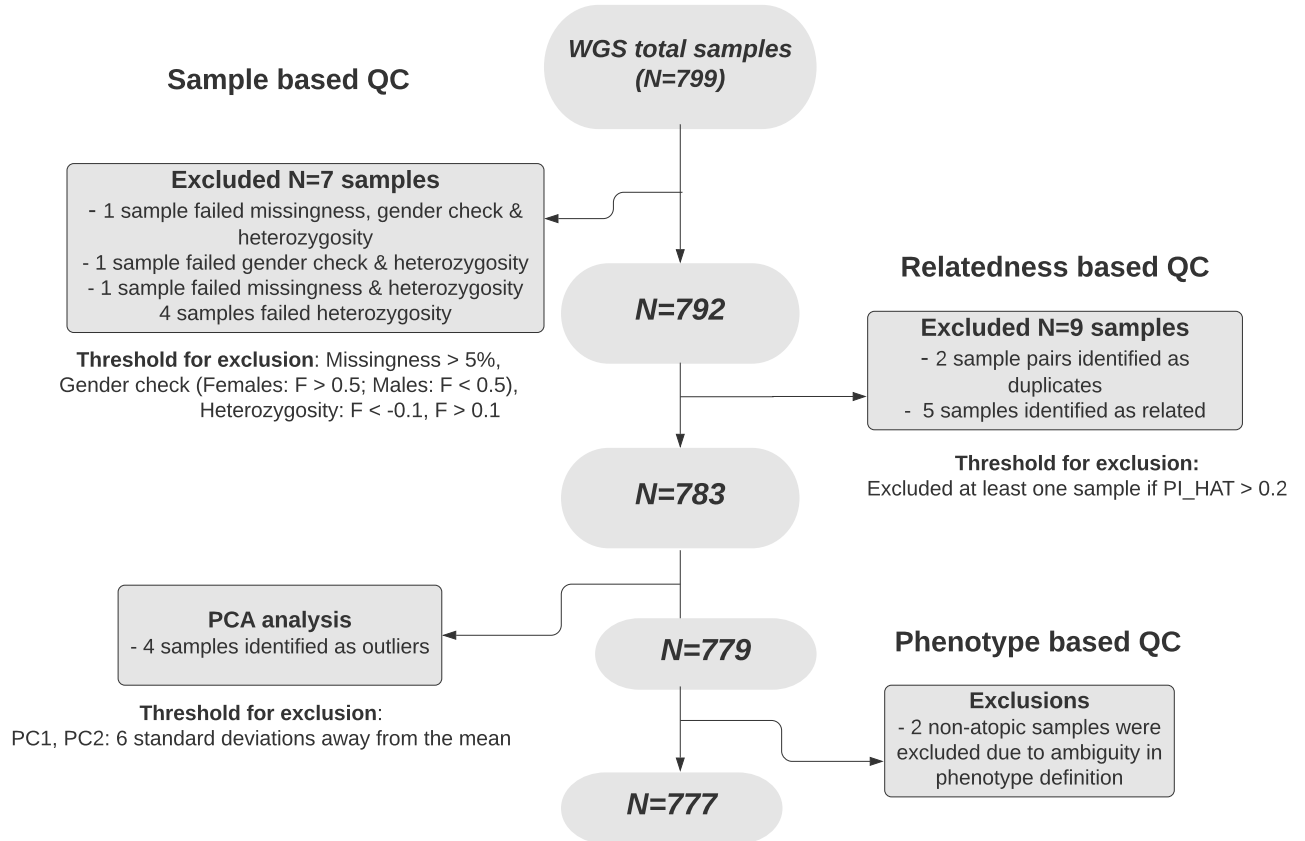 WGS total samples
(N=799)
Sample based QC
Excluded N=7 samples
- 1 sample failed missingness, gender check &
heterozygosity
- 1 sample failed gender check & heterozygosity
- 1 sample failed missingness & heterozygosity
4 samples failed heterozygosity
Threshold for exclusion: Missingness > 5%,
Gender check (Females: F > 0.5; Males: F < 0.5),
Heterozygosity: F < -0.1, F > 0.1
N=792
Relatedness based QC
Excluded N=9 samples
- 2 sample pairs identified as
duplicates
- 5 samples identified as related
Threshold for exclusion:
Excluded at least one sample if PI_HAT > 0.2
N=783
PCA analysis
- 4 samples identified as outliers
Threshold for exclusion:
PC1, PC2: 6 standard deviations away from the mean
N=779
Phenotype based QC
Exclusions
- 2 non-atopic samples were
excluded due to ambiguity in
phenotype definition
N=777